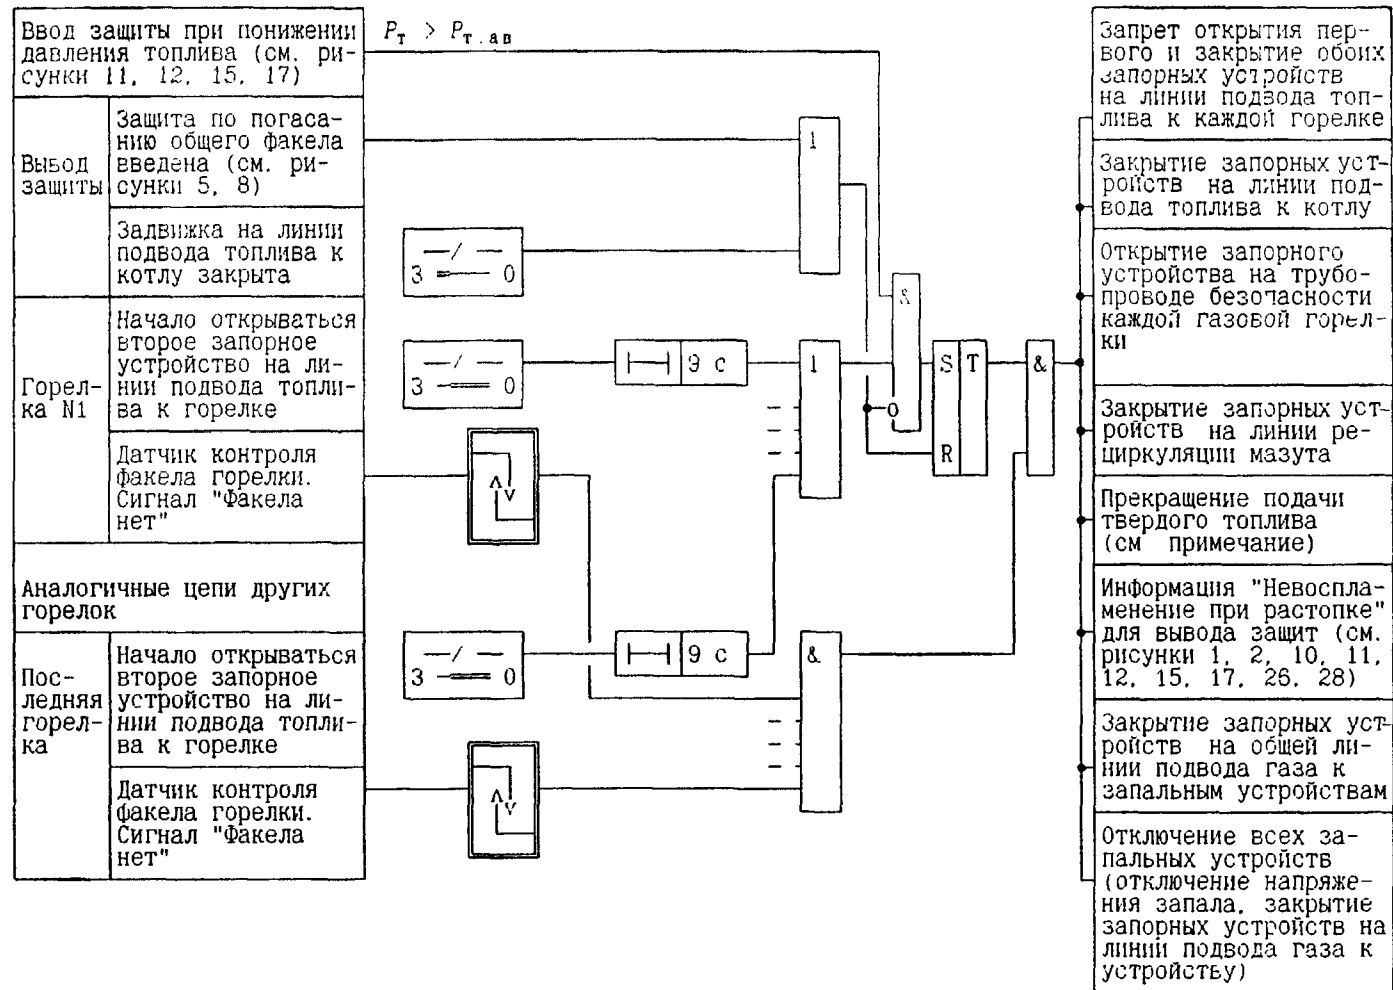 Ввод защиты при понижении
давления топлива (см. ри-
сунки 11, 12, 15, 17)
Pт > Pт.ав
Вывод
защиты
Защита по погаса-
нию общего факела
введена (см. ри-
сунки 5, 8)
Задвижка на линии
подвода топлива к
котлу закрыта
З О
1
Горел-
ка N1
Начало открываться
второе запорное
устройство на ли-
нии подвода топли-
ва к горелке
З О
9 с
1
&
S T
R
&
Датчик контроля
факела горелки.
Сигнал "Факела
нет"
Аналогичные цепи других
горелок
Пос-
ледняя
горел-
ка
Начало открываться
второе запорное
устройство на ли-
нии подвода топли-
ва к горелке
З О
9 с
&
Датчик контроля
факела горелки.
Сигнал "Факела
нет"
Запрет открытия пер-
вого и закрытие обоих
запорных устройств
на линии подвода топ-
лива к каждой горелке
Закрытие запорных уст-
ройств на линии под-
вода топлива к котлу
Открытие запорного
устройства на трубо-
проводе безопасности
каждой газовой горел-
ки
Закрытие запорных уст-
ройств на линии ре-
циркуляции мазута
Прекращение подачи
твердого топлива
(см примечание)
Информация "Невоспла-
менение при растопке"
для вывода защит (см.
рисунки 1, 2, 10, 11,
12, 15, 17, 26, 28)
Закрытие запорных уст-
ройств на общей ли-
нии подвода газа к
запальным устройствам
Отключение всех за-
пальных устройств
(отключение напряже-
ния запала, закрытие
запорных устройств на
линии подвода газа к
устройству)